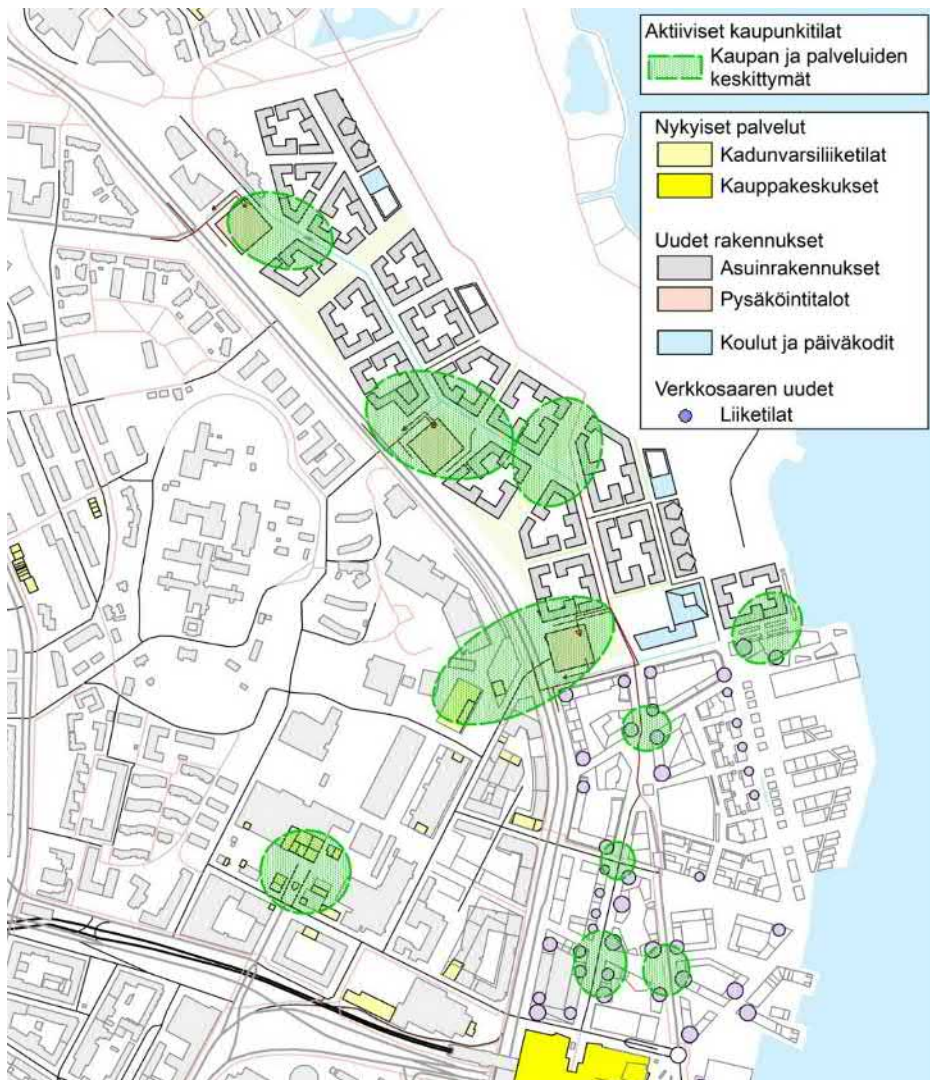 Aktiiviset kaupunkitilat
Kaupan ja palveluiden
keskittymät
Nykyiset palvelut
Kadunvarsiliiketilat
Kauppakeskukset
Uudet rakennukset
Asuinrakennukset
Pysäköintitalot
Koulut ja päiväkodit
Verkkosaaren uudet
Liiketilat